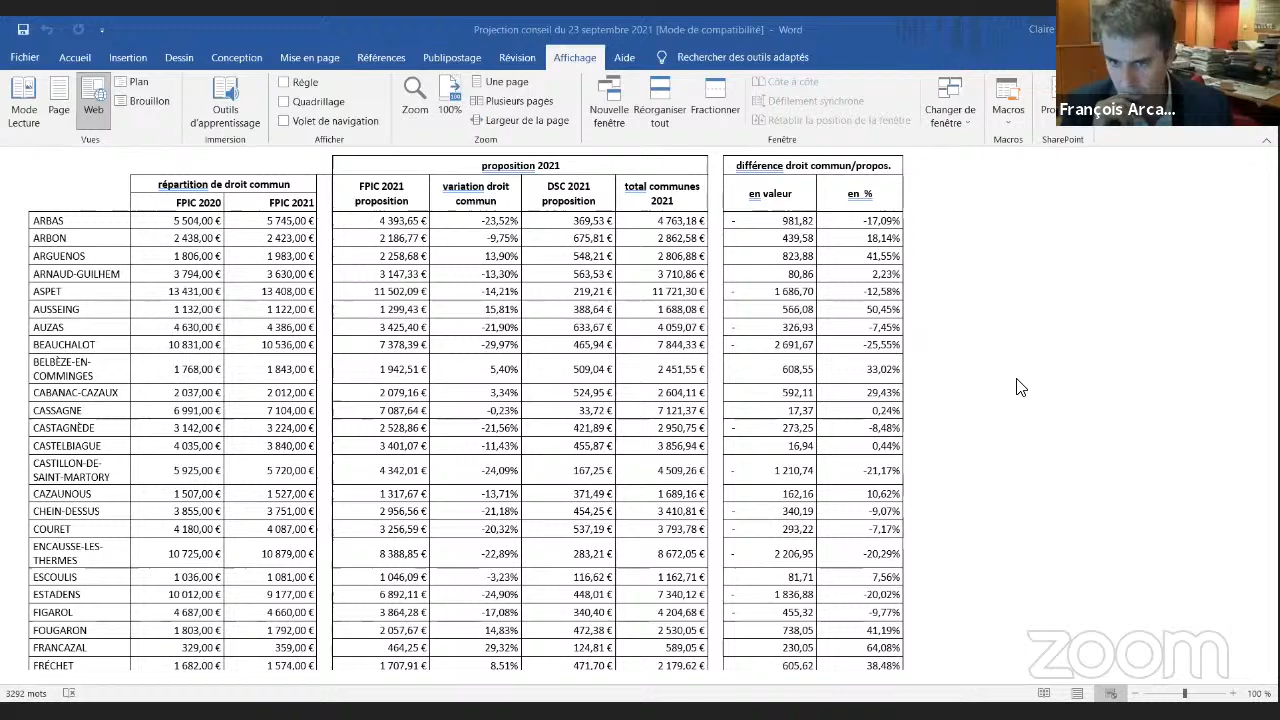 Projection conseil du 23 septembre 2021 [Mode de compatibilité] - Word
Claire
Fichier Accueil Insertion Dessin Conception Mise en page Références Publipostage Révision Affichage Aide Rechercher des outils adaptés
Mode Lecture
Page
Web
Plan
Brouillon
Vues
Outils d'apprentissage
Immersion
Règle
Quadrillage
Volet de navigation
Afficher
Zoom
100%
Une page
Plusieurs pages
Largeur de la page
Zoom
Nouvelle fenêtre
Réorganiser tout
Fractionner
Côte à côte
Défilement synchrone
Rétablir la position de la fenêtre
Fenêtre
Changer de fenêtre
Macros
Macros
SharePoint
François Arca...
proposition 2021 différence droit commun/propos.
répartition de droit commun
FPIC 2020 FPIC 2021 FPIC 2021 proposition variation droit commun DSC 2021 proposition total communes 2021 en valeur en %
ARBAS 5 504,00 € 5 745,00 € 4 393,65 € -23,52% 369,53 € 4 763,18 € - 981,82 -17,09%
ARBON 2 438,00 € 2 423,00 € 2 186,77 € -9,75% 675,81 € 2 862,58 € 439,58 18,14%
ARGUENOS 1 806,00 € 1 983,00 € 2 258,68 € 13,90% 548,21 € 2 806,88 € 823,88 41,55%
ARNAUD-GUILHEM 3 794,00 € 3 630,00 € 3 147,33 € -13,30% 563,53 € 3 710,86 € 80,86 2,23%
ASPET 13 431,00 € 13 408,00 € 11 502,09 € -14,21% 219,21 € 11 721,30 € - 1 686,70 -12,58%
AUSSEING 1 132,00 € 1 122,00 € 1 299,43 € 15,81% 388,64 € 1 688,08 € 566,08 50,45%
AUZAS 4 630,00 € 4 386,00 € 3 425,40 € -21,90% 633,67 € 4 059,07 € - 326,93 -7,45%
BEAUCHALOT 10 831,00 € 10 536,00 € 7 378,39 € -29,97% 465,94 € 7 844,33 € - 2 691,67 -25,55%
BELBÈZE-EN-COMMINGES 1 768,00 € 1 843,00 € 1 942,51 € 5,40% 509,04 € 2 451,55 € 608,55 33,02%
CABANAC-CAZAUX 2 037,00 € 2 012,00 € 2 079,16 € 3,34% 524,95 € 2 604,11 € 592,11 29,43%
CASSAGNE 6 991,00 € 7 104,00 € 7 087,64 € -0,23% 33,72 € 7 121,37 € 17,37 0,24%
CASTAGNÈDE 3 142,00 € 3 224,00 € 2 528,86 € -21,56% 421,89 € 2 950,75 € - 273,25 -8,48%
CASTELBIAGUE 4 035,00 € 3 840,00 € 3 401,07 € -11,43% 455,87 € 3 856,94 € 16,94 0,44%
CASTILLON-DE-SAINT-MARTORY 5 925,00 € 5 720,00 € 4 342,01 € -24,09% 167,25 € 4 509,26 € - 1 210,74 -21,17%
CAZAUNOUS 1 507,00 € 1 527,00 € 1 317,67 € -13,71% 371,49 € 1 689,16 € 162,16 10,62%
CHEIN-DESSUS 3 855,00 € 3 751,00 € 2 956,56 € -21,18% 454,25 € 3 410,81 € - 340,19 -9,07%
COURET 4 180,00 € 4 087,00 € 3 256,59 € -20,32% 537,19 € 3 793,78 € - 293,22 -7,17%
ENCAUSSE-LES-THERMES 10 725,00 € 10 879,00 € 8 388,85 € -22,89% 283,21 € 8 672,05 € - 2 206,95 -20,29%
ESCOULIS 1 036,00 € 1 081,00 € 1 046,09 € -3,23% 116,62 € 1 162,71 € 81,71 7,56%
ESTADENS 10 012,00 € 9 177,00 € 6 892,11 € -24,90% 448,01 € 7 340,12 € - 1 836,88 -20,02%
FIGAROL 4 687,00 € 4 660,00 € 3 864,28 € -17,08% 340,40 € 4 204,68 € - 455,32 -9,77%
FOUGARON 1 803,00 € 1 792,00 € 2 057,67 € 14,83% 472,38 € 2 530,05 € 738,05 41,19%
FRANCAZAL 329,00 € 359,00 € 464,25 € 29,32% 124,81 € 589,05 € 230,05 64,08%
FRÉCHET 1 682,00 € 1 574,00 € 1 707,91 € 8,51% 471,70 € 2 179,62 € 605,62 38,48%
zoom
3292 mots
100 %